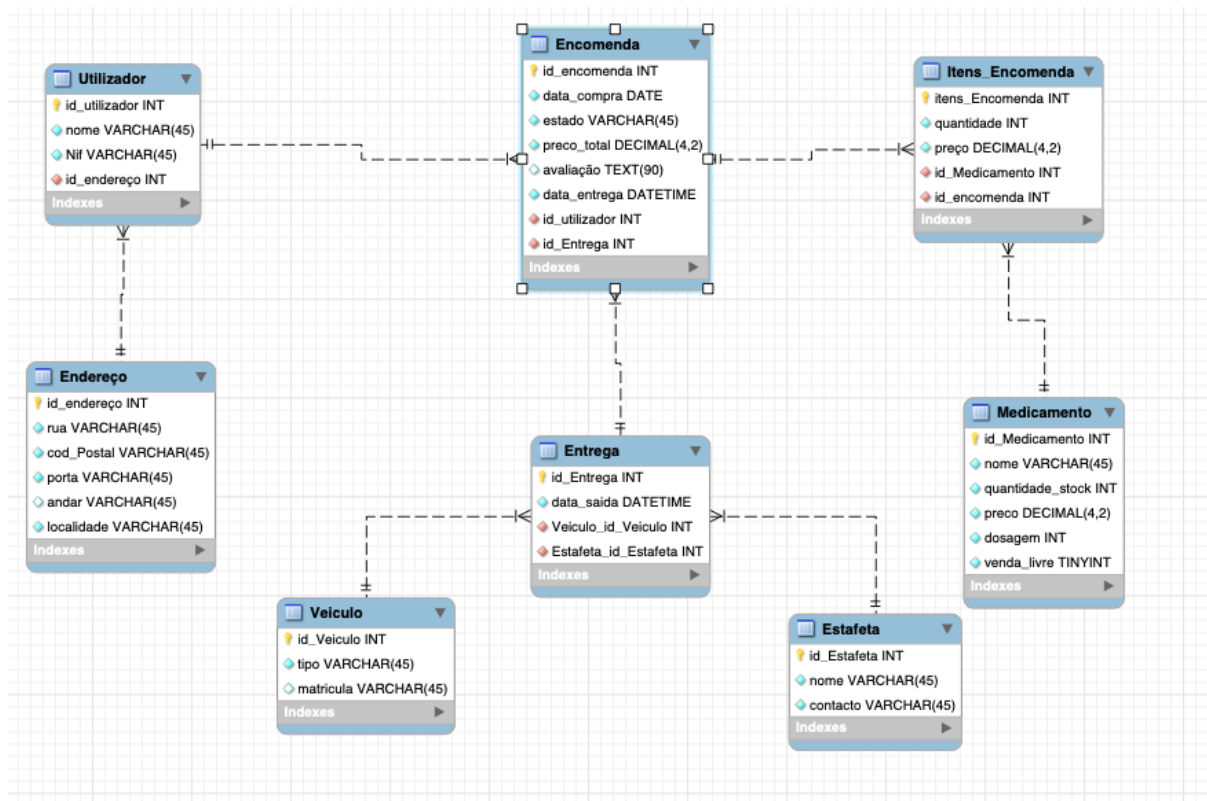 Utilizador
id_utilizador INT
nome VARCHAR(45)
Nif VARCHAR(45)
id_endereço INT
Indexes
Encomenda
id_encomenda INT
data_compra DATE
estado VARCHAR(45)
preco_total DECIMAL(4,2)
avaliação TEXT(90)
data_entrega DATETIME
id_utilizador INT
id_Entrega INT
Indexes
Itens_Encomenda
itens_Encomenda INT
quantidade INT
preço DECIMAL(4,2)
id_Medicamento INT
id_encomenda INT
Indexes
Endereço
id_endereço INT
rua VARCHAR(45)
cod_Postal VARCHAR(45)
porta VARCHAR(45)
andar VARCHAR(45)
localidade VARCHAR(45)
Indexes
Entrega
id_Entrega INT
data_saida DATETIME
Veiculo_id_Veiculo INT
Estafeta_id_Estafeta INT
Indexes
Medicamento
id_Medicamento INT
nome VARCHAR(45)
quantidade_stock INT
preco DECIMAL(4,2)
dosagem INT
venda_livre TINYINT
Indexes
Veiculo
id_Veiculo INT
tipo VARCHAR(45)
matricula VARCHAR(45)
Indexes
Estafeta
id_Estafeta INT
nome VARCHAR(45)
contacto VARCHAR(45)
Indexes